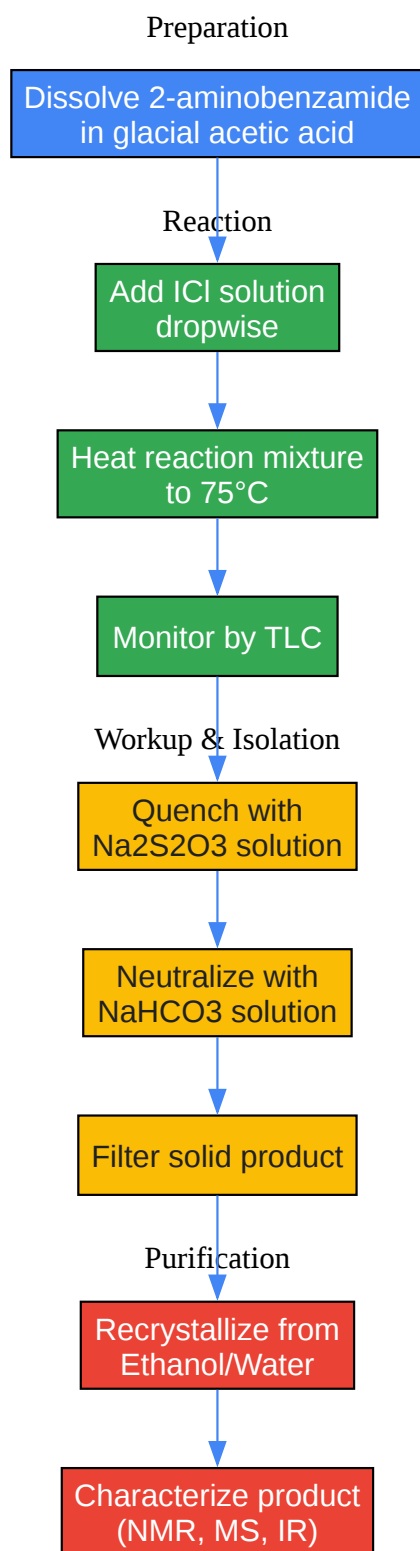 Preparation
Dissolve 2-aminobenzamide
in glacial acetic acid
Reaction
Add ICl solution
dropwise
Heat reaction mixture
to 75°C
Monitor by TLC
Workup & Isolation
Quench with
Na2S2O3 solution
Neutralize with
NaHCO3 solution
Filter solid product
Purification
Recrystallize from
Ethanol/Water
Characterize product
(NMR, MS, IR)